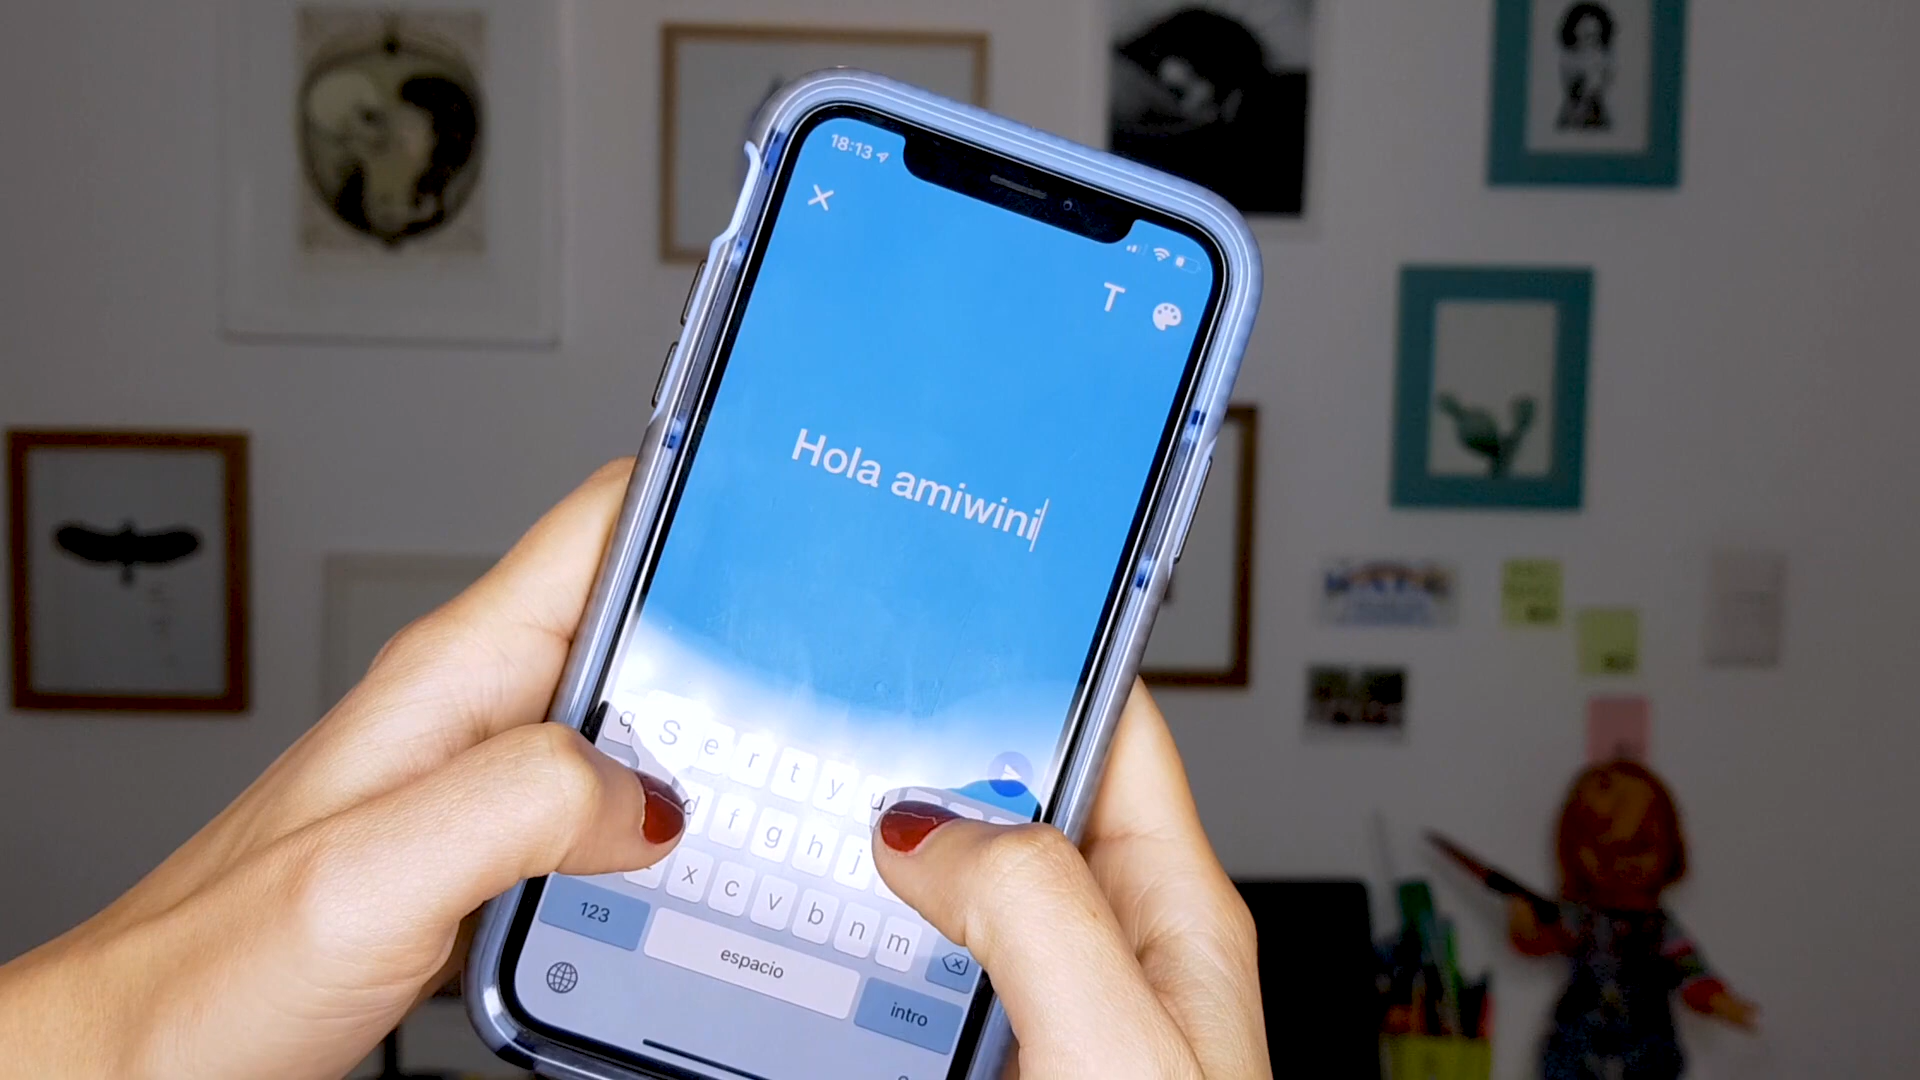 18:13
T
Hola amiwini
q S e r t y u
d f g h j
x c v b n m
123 espacio intro